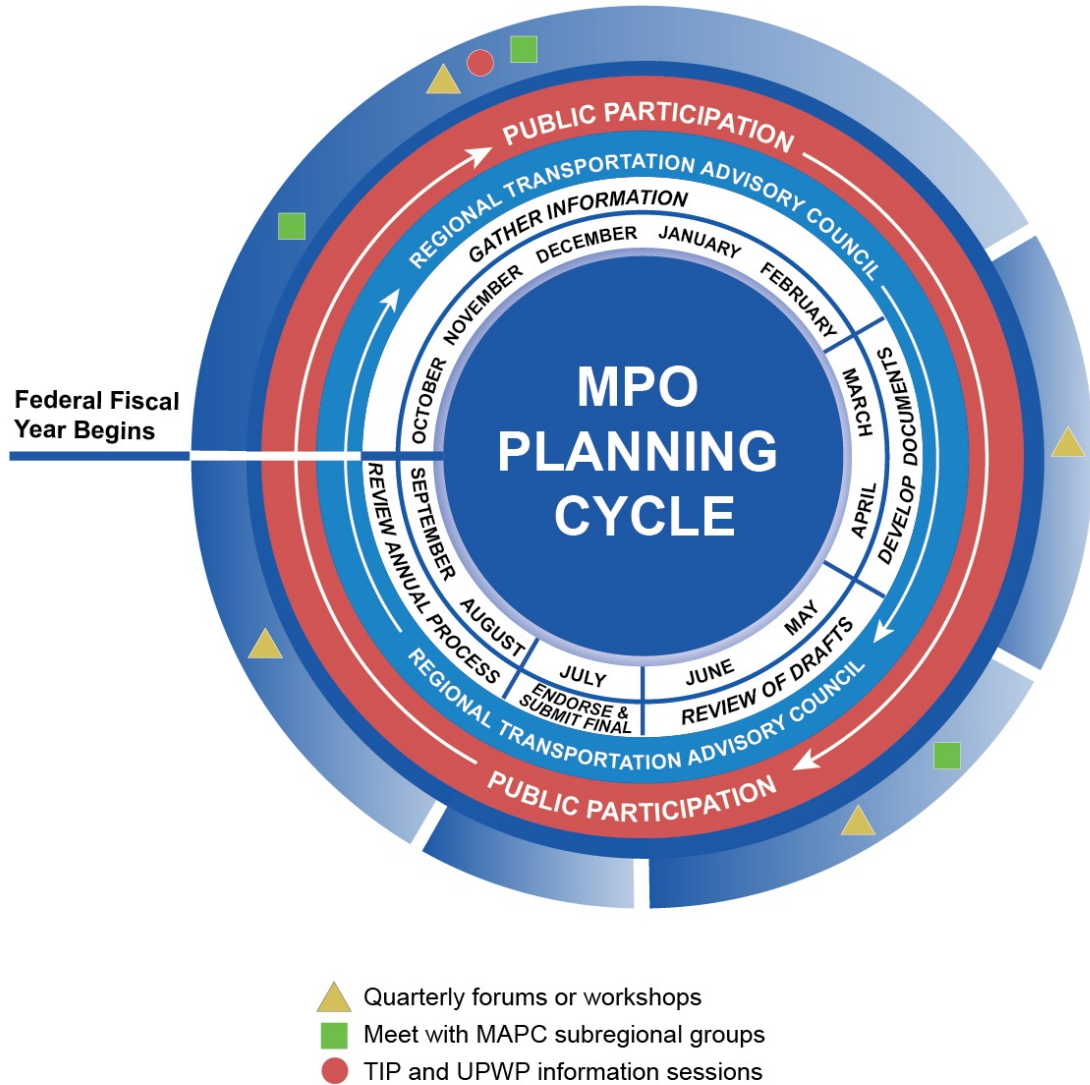 PUBLIC PARTICIPATION
REGIONAL TRANSPORTATION ADVISORY COUNCIL
GATHER INFORMATION
OCTOBER
NOVEMBER
DECEMBER
JANUARY
FEBRUARY
MARCH
APRIL
MAY
JUNE
JULY
AUGUST
SEPTEMBER
DEVELOP DOCUMENTS
REVIEW OF DRAFTS
ENDORSE &
SUBMIT FINAL
REVIEW ANNUAL PROCESS
MPO
PLANNING
CYCLE
Federal Fiscal
Year Begins
REGIONAL TRANSPORTATION ADVISORY COUNCIL
PUBLIC PARTICIPATION
Quarterly forums or workshops
Meet with MAPC subregional groups
TIP and UPWP information sessions